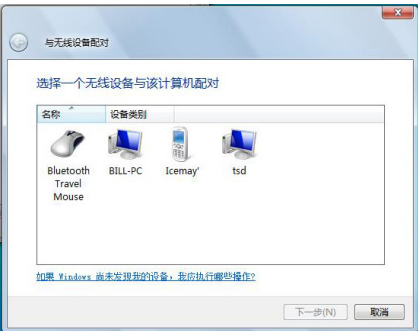 与无线设备配对
选择一个无线设备与该计算机配对
名称 设备类别
Bluetooth Travel Mouse
BILL-PC
Icemay'
tsd
如果 Windows 尚未发现我的设备，我应执行哪些操作?
下一步(N) 取消